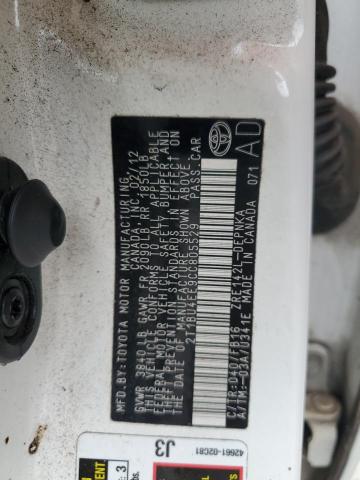 MFD.BY:TOYOTA MOTOR MANUFACTURING
CANADA, INC. 02/12
GVWR 3840LB GAWR FR 2090LB RR 1850LB
THIS VEHICLE CONFORMS TO ALL APPLICABLE
FEDERAL MOTOR VEHICLE SAFETY, BUMPER AND
THEFT PREVENTION STANDARDS IN EFFECT ON
THE DATE OF MANUFACTURE SHOWN ABOVE.
2T1BU4EE9CC805529 PASS.CAR
C/TR:040/FB16 ZRE142L-DEPNKA
A/TM:-03A/U341E MADE IN CANADA 071
AD
42661-02C81
J3
3